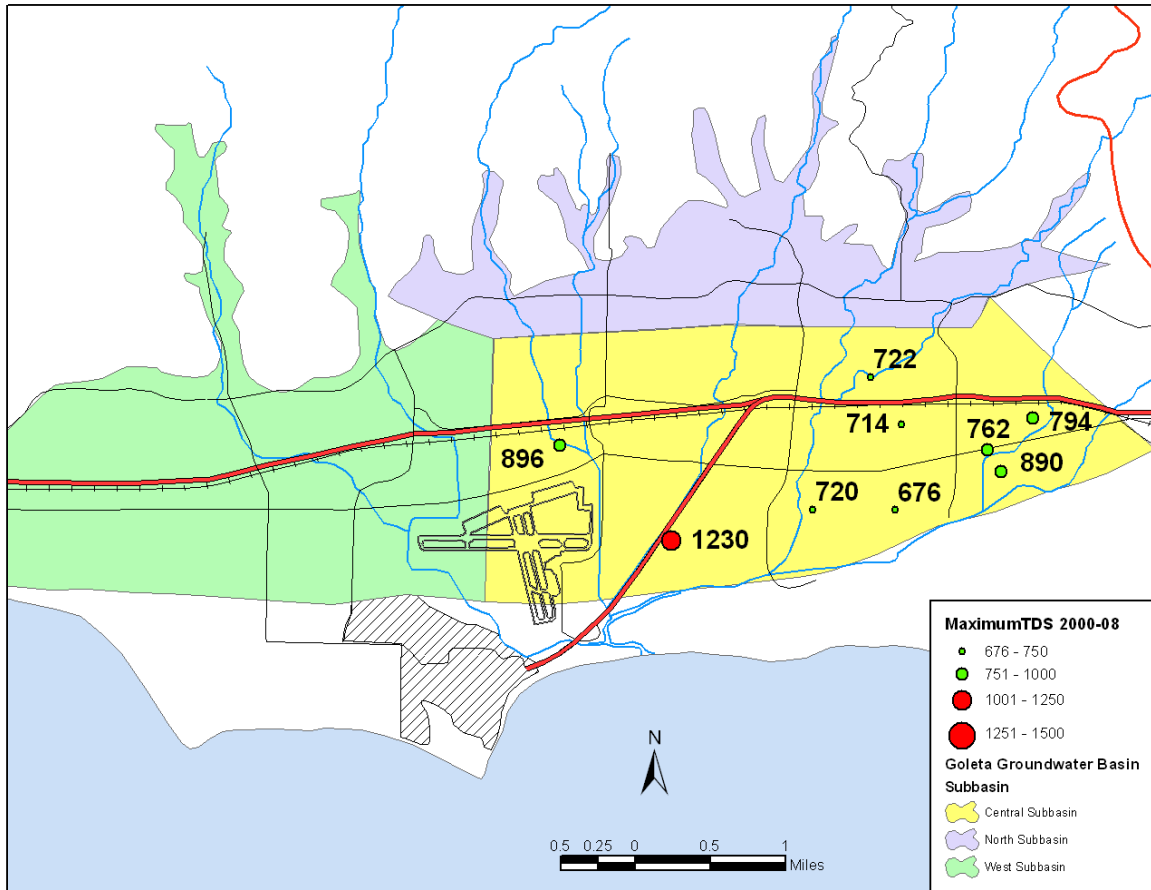 722
714
762
794
896
890
720
676
1230
MaximumTDS 2000-08
676 - 750
751 - 1000
1001 - 1250
1251 - 1500
Goleta Groundwater Basin
Subbasin
Central Subbasin
North Subbasin
West Subbasin
N
0.5 0.25 0 0.5 1
Miles